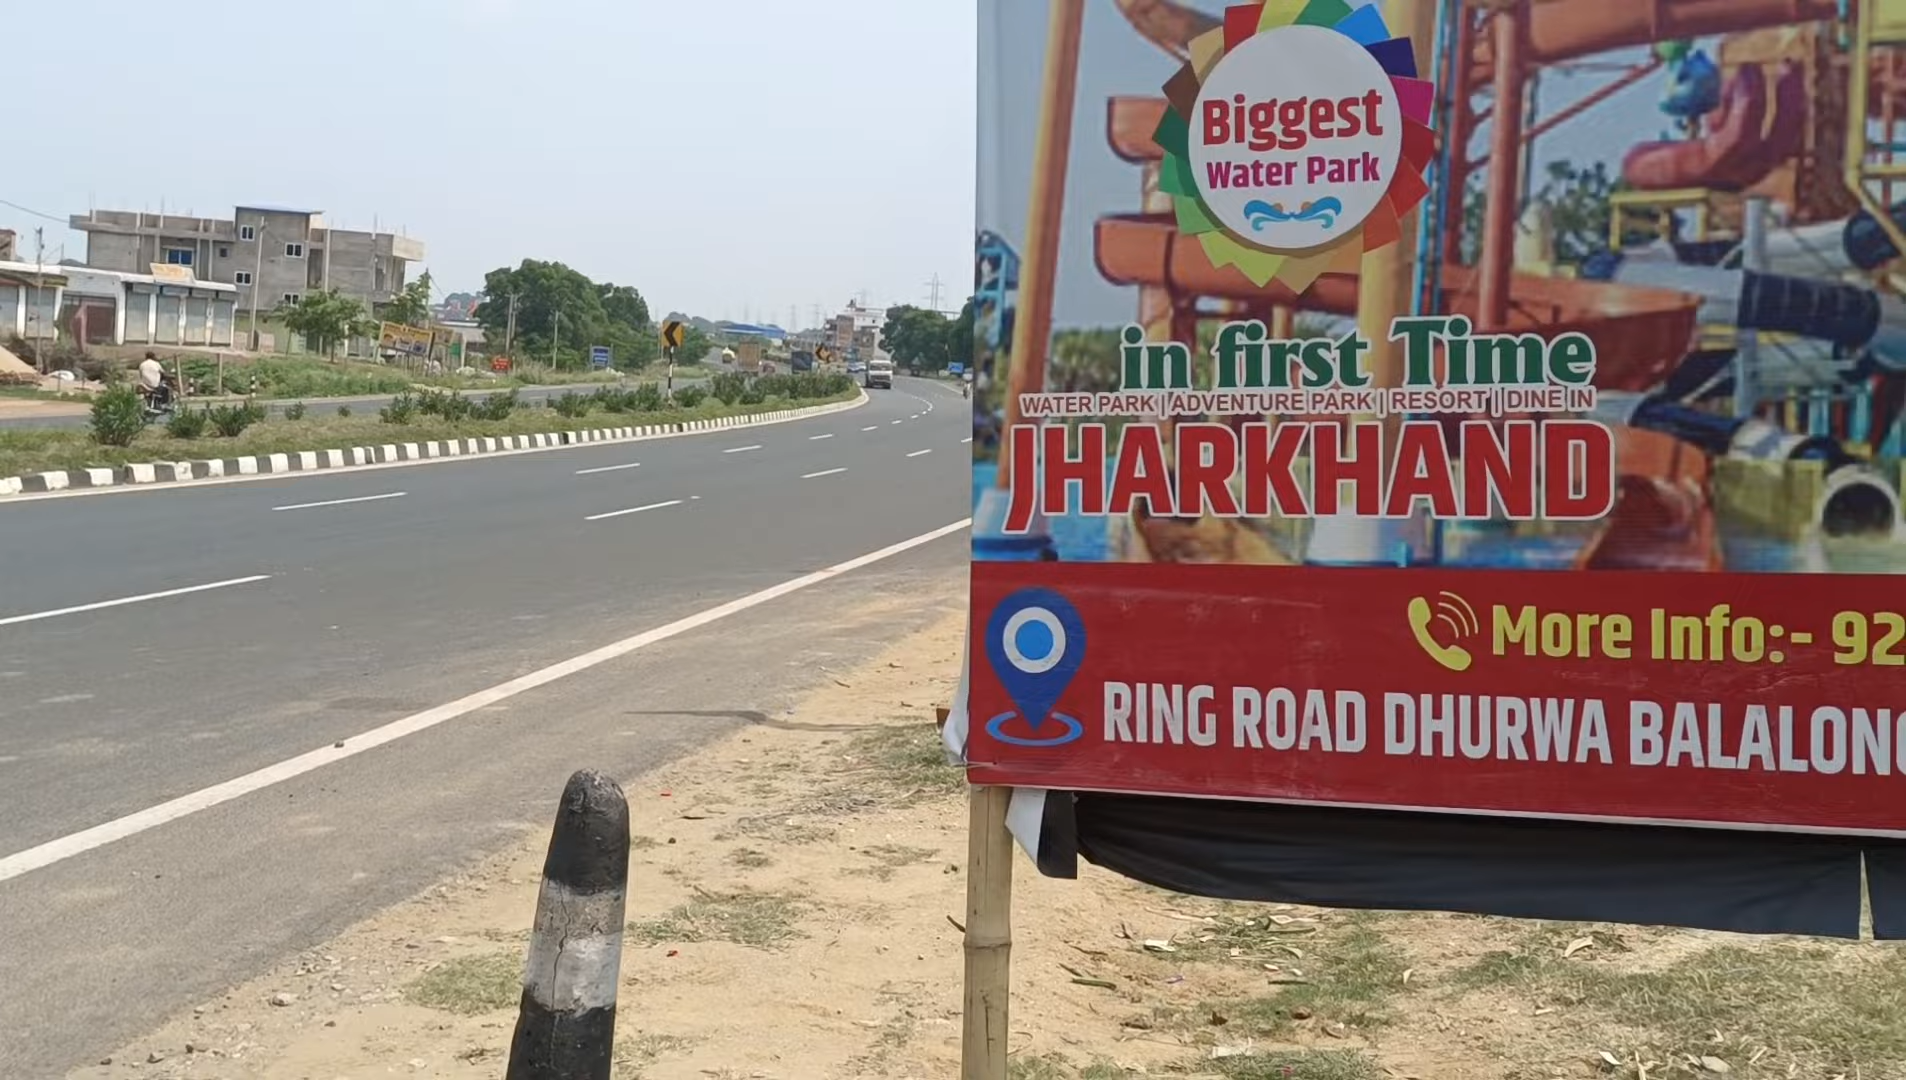 Biggest
Water Park
in first Time
WATER PARK | ADVENTURE PARK | RESORT | DINE IN
JHARKHAND
More Info:- 92
RING ROAD DHURWA BALALONG